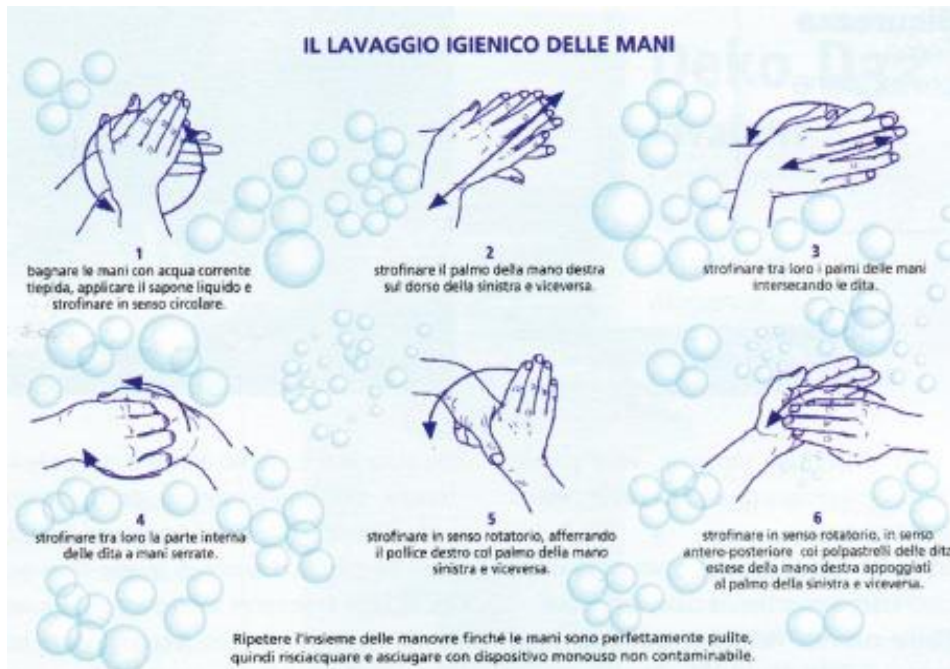 IL LAVAGGIO IGIENICO DELLE MANI
1
bagnare le mani con acqua corrente
tiepida, applicare il sapone liquido e
strofinare in senso circolare.
2
strofinare il palmo della mano destra
sul dorso della sinistra e viceversa.
3
strofinare tra loro i palmi delle mani
intersecando le dita.
4
strofinare tra loro la parte interna
delle dita a mani serrate.
5
strofinare in senso rotatorio, afferrando
il pollice destro col palmo della mano
sinistra e viceversa.
6
strofinare in senso rotatorio, in senso
antero-posteriore coi polpastrelli delle dita
estese della mano destra appoggiati
al palmo della sinistra e viceversa.
Ripetere l'insieme delle manovre finché le mani sono perfettamente pulite,
quindi risciacquare e asciugare con dispositivo monouso non contaminabile.